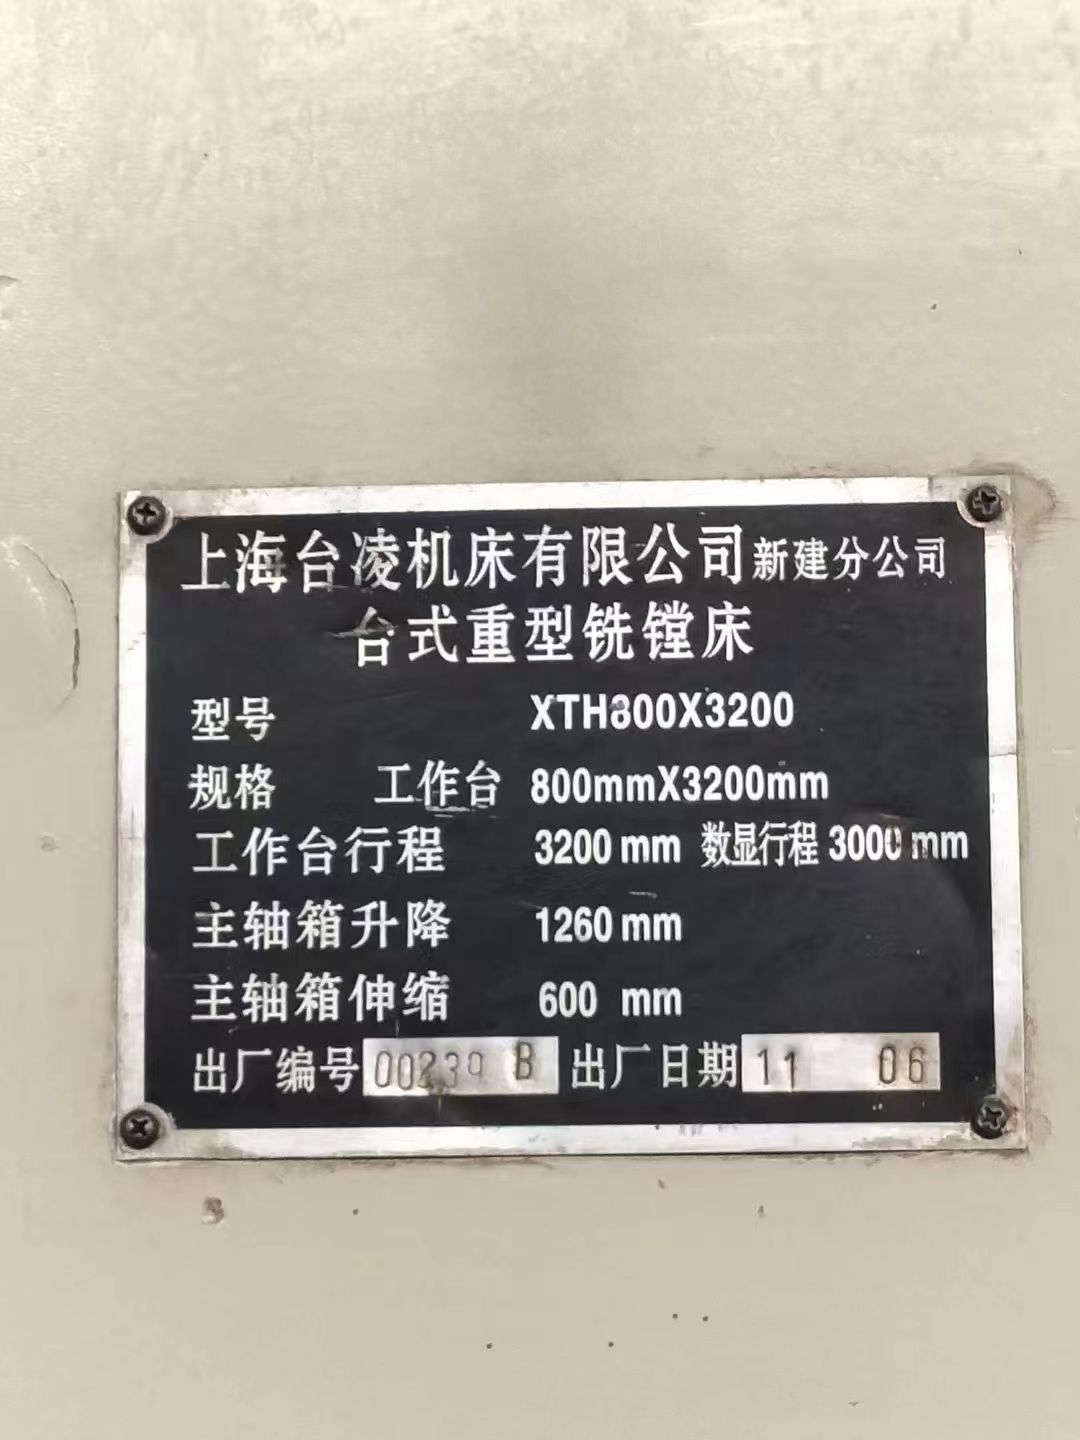 上海台凌机床有限公司新建分公司
台式重型铣镗床
型号 XTH800X3200
规格 工作台 800mmX3200mm
工作台行程 3200 mm 数显行程 3000 mm
主轴箱升降 1260 mm
主轴箱伸缩 600 mm
出厂编号 00239 B 出厂日期 11 06